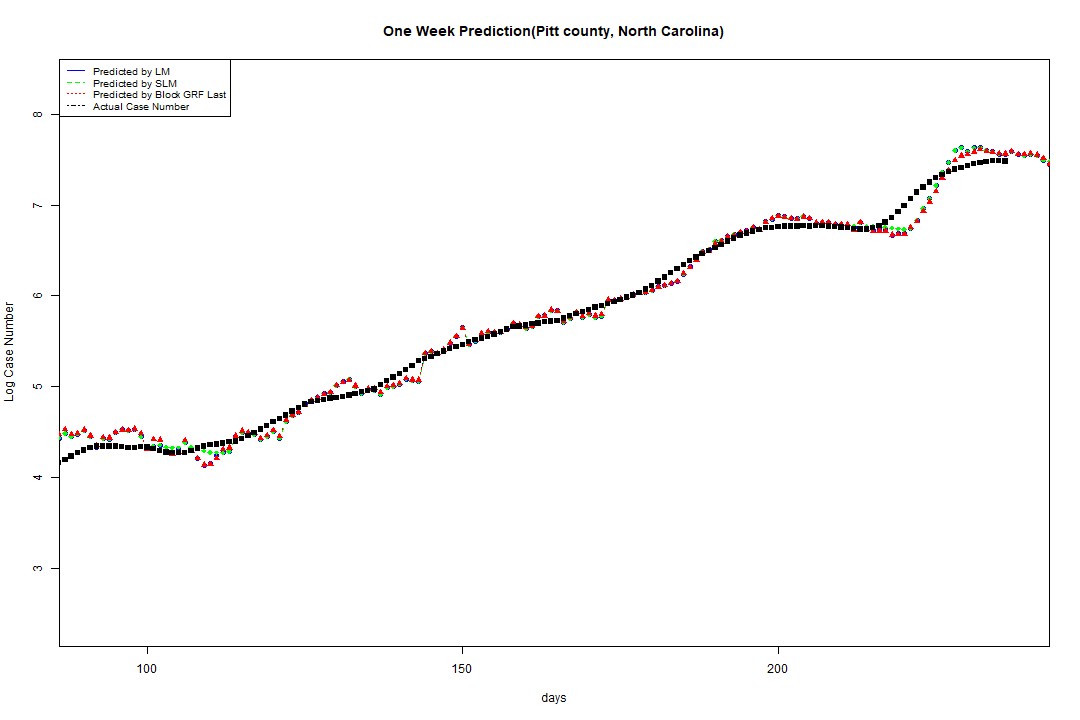 One Week Prediction(Pitt county, North Carolina)
Predicted by LM
Predicted by SLM
Predicted by Block GRF Last
Actual Case Number
8
7
6
5
4
3
Log Case Number
100
150
200
days